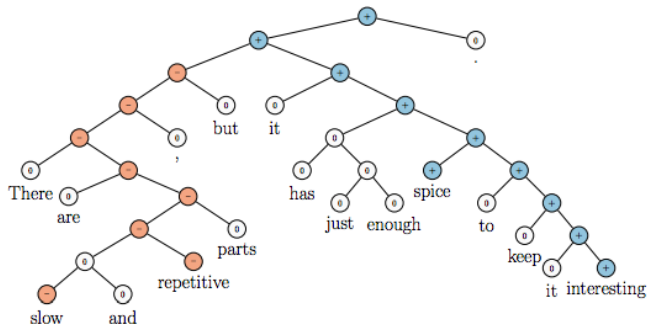 There are slow and repetitive parts , but it has just enough spice to keep it interesting .